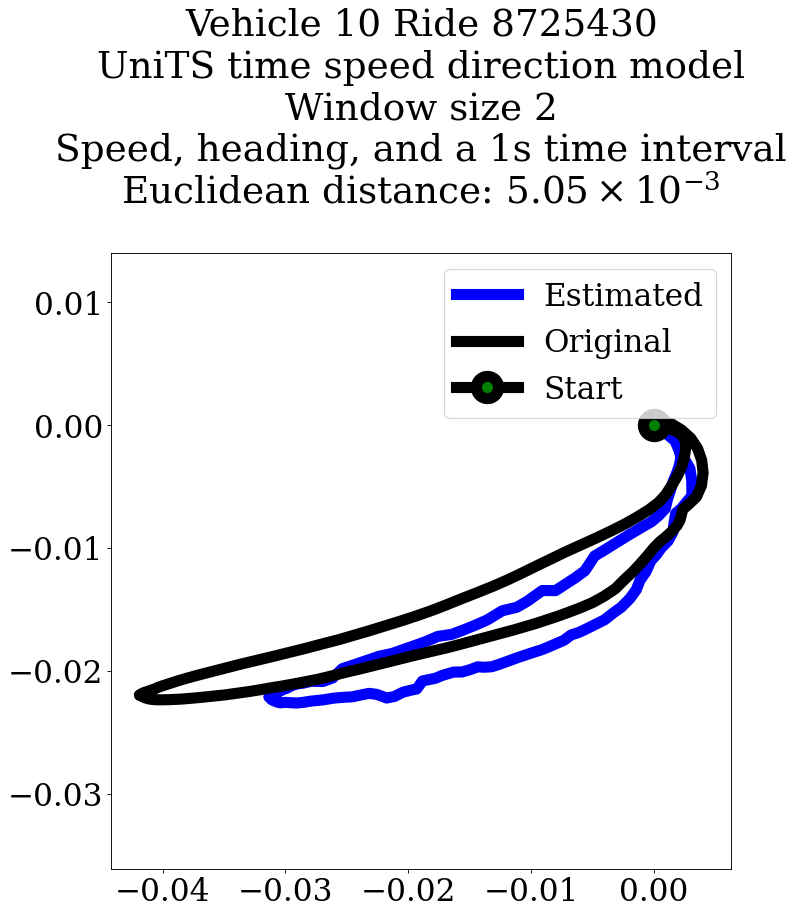 Vehicle 10 Ride 8725430
UniTS time speed direction model
Window size 2
Speed, heading, and a 1s time interval
Euclidean distance: 5.05 × 10⁻³
Estimated
Original
Start
0.01
0.00
−0.01
−0.02
−0.03
−0.04 −0.03 −0.02 −0.01 0.00